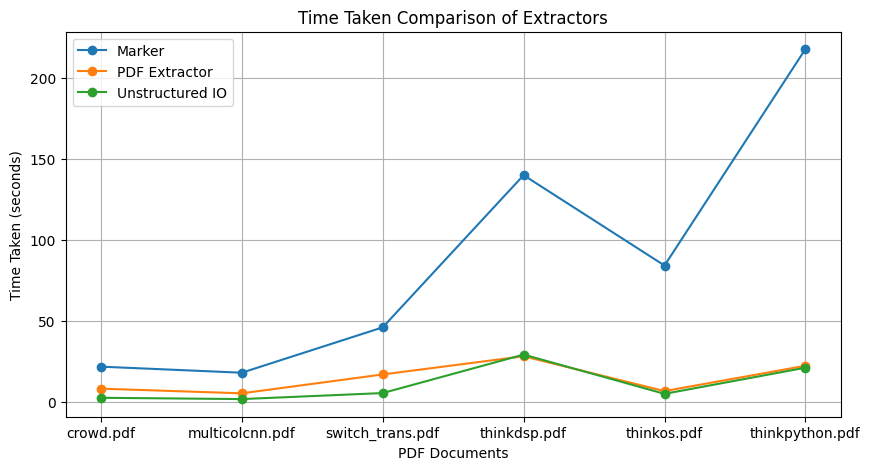 Time Taken Comparison of Extractors
Marker
PDF Extractor
Unstructured IO
Time Taken (seconds)
200
150
100
50
0
crowd.pdf multicolcnn.pdf switch_trans.pdf thinkdsp.pdf thinkos.pdf thinkpython.pdf
PDF Documents